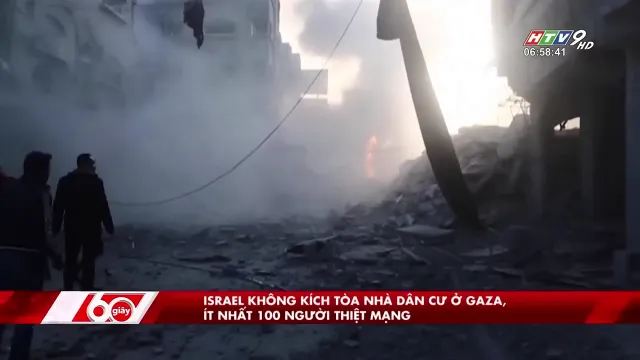 HTV9 HD
06:58:41
60 giây
ISRAEL KHÔNG KÍCH TÒA NHÀ DÂN CƯ Ở GAZA,
ÍT NHẤT 100 NGƯỜI THIỆT MẠNG